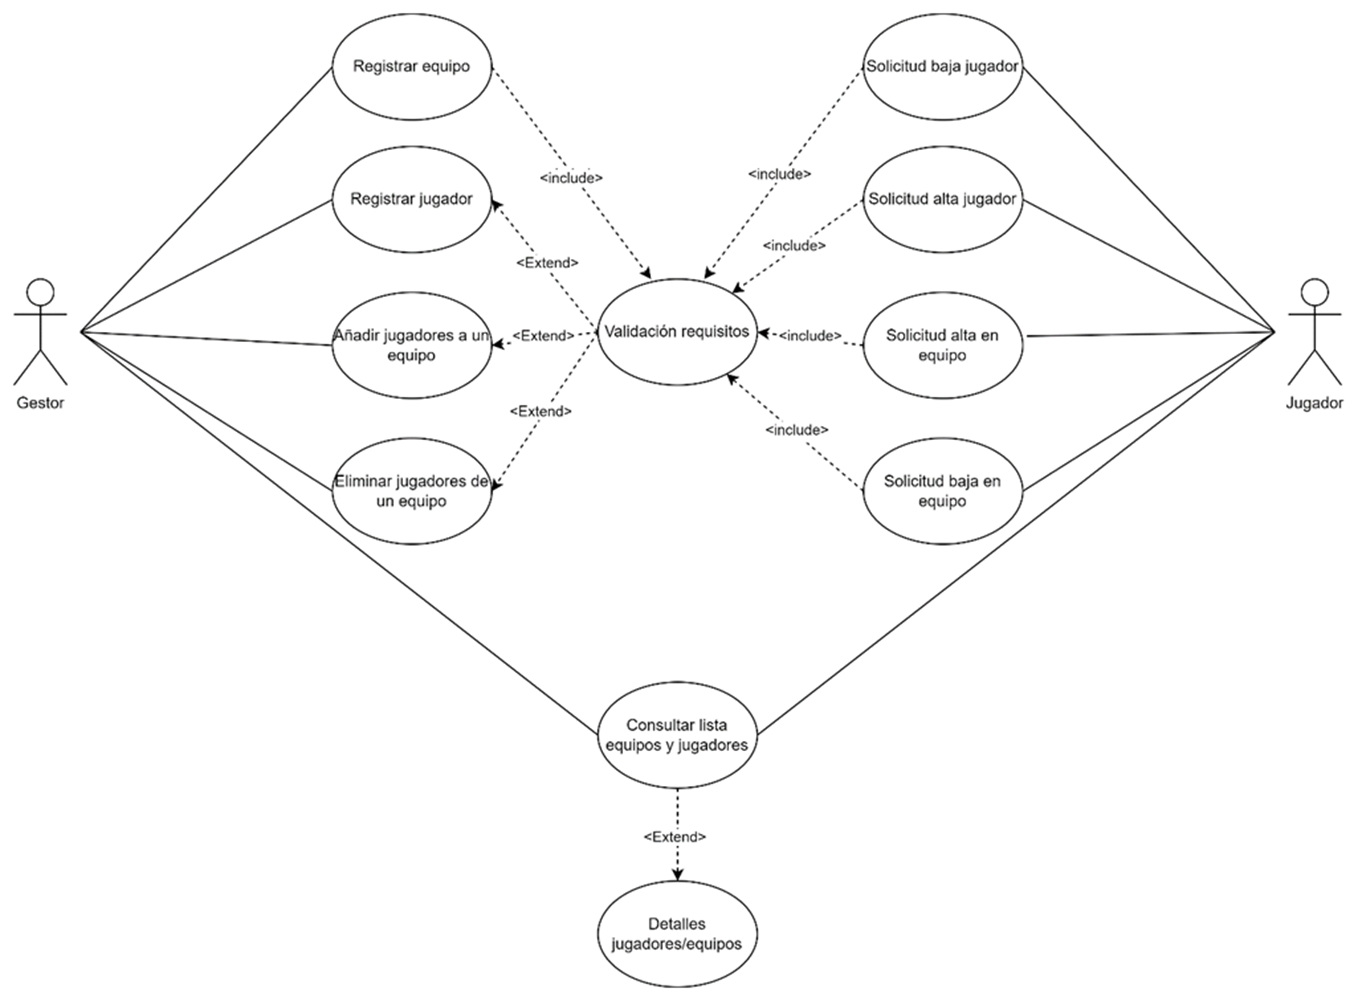 Registrar equipo
Solicitud baja jugador
<include>
<include>
Registrar jugador
Solicitud alta jugador
<Extend>
<include>
Gestor
Añadir jugadores a un
equipo
<Extend>
Validación requisitos
<include>
Solicitud alta en
equipo
Jugador
<Extend>
<include>
Eliminar jugadores de
un equipo
Solicitud baja en
equipo
Consultar lista
equipos y jugadores
<Extend>
Detalles
jugadores/equipos